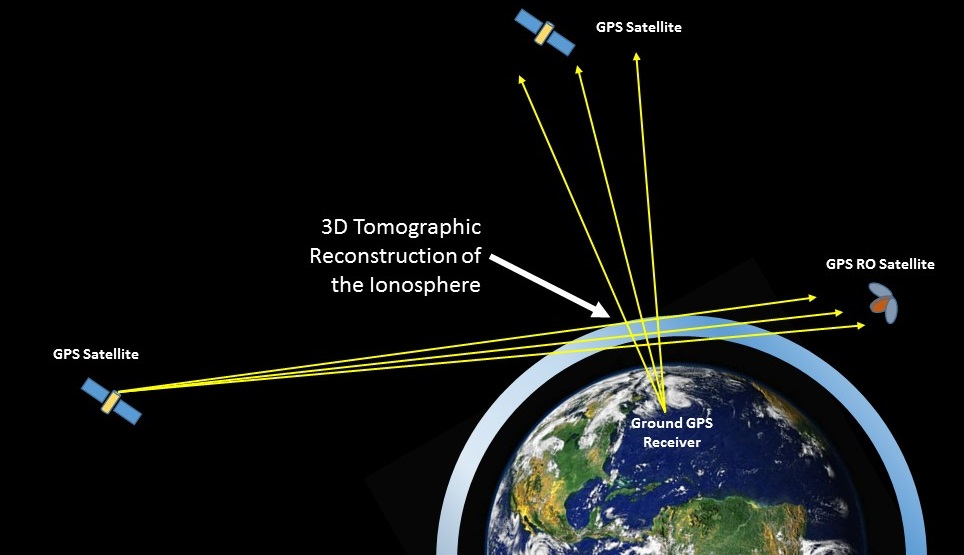 GPS Satellite
3D Tomographic
Reconstruction of
the Ionosphere
GPS RO Satellite
GPS Satellite
Ground GPS
Receiver